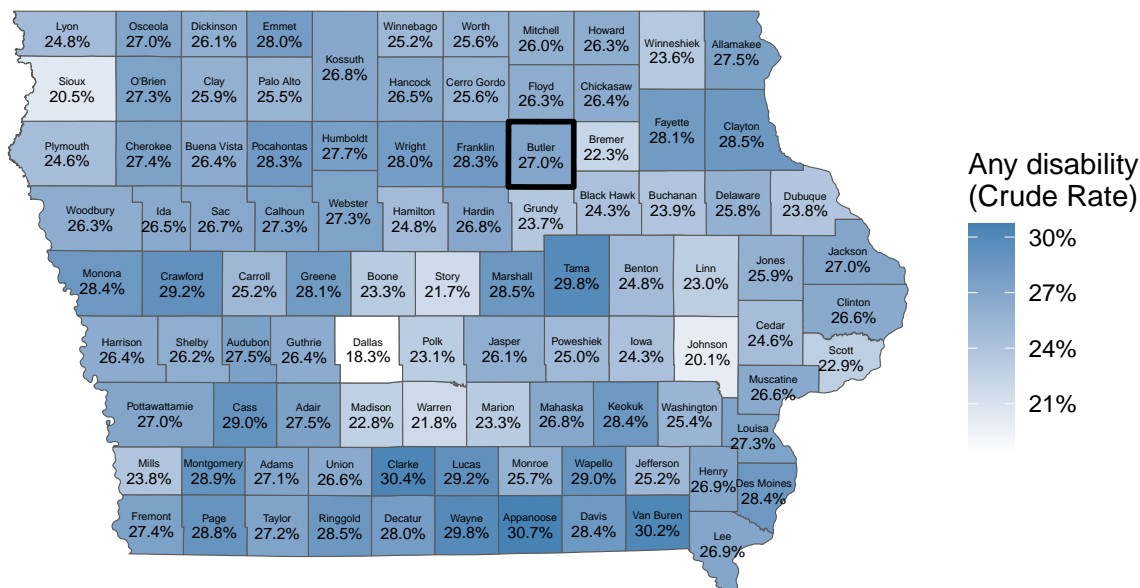 Lyon
24.8%
Osceola
27.0%
Dickinson
26.1%
Emmet
28.0%
Kossuth
26.8%
Winnebago
25.2%
Worth
25.6%
Mitchell
26.0%
Howard
26.3%
Winneshiek
23.6%
Allamakee
27.5%
Sioux
20.5%
O'Brien
27.3%
Clay
25.9%
Palo Alto
25.5%
Hancock
26.5%
Cerro Gordo
25.6%
Floyd
26.3%
Chickasaw
26.4%
Fayette
28.1%
Clayton
28.5%
Plymouth
24.6%
Cherokee
27.4%
Buena Vista
26.4%
Pocahontas
28.3%
Humboldt
27.7%
Wright
28.0%
Franklin
28.3%
Butler
27.0%
Bremer
22.3%
Woodbury
26.3%
Ida
26.5%
Sac
26.7%
Calhoun
27.3%
Webster
27.3%
Hamilton
24.8%
Hardin
26.8%
Grundy
23.7%
Black Hawk
24.3%
Buchanan
23.9%
Delaware
25.8%
Dubuque
23.8%
Monona
28.4%
Crawford
29.2%
Carroll
25.2%
Greene
28.1%
Boone
23.3%
Story
21.7%
Marshall
28.5%
Tama
29.8%
Benton
24.8%
Linn
23.0%
Jones
25.9%
Jackson
27.0%
Clinton
26.6%
Harrison
26.4%
Shelby
26.2%
Audubon
27.5%
Guthrie
26.4%
Dallas
18.3%
Polk
23.1%
Jasper
26.1%
Poweshiek
25.0%
Iowa
24.3%
Johnson
20.1%
Cedar
24.6%
Scott
22.9%
Muscatine
26.6%
Pottawattamie
27.0%
Cass
29.0%
Adair
27.5%
Madison
22.8%
Warren
21.8%
Marion
23.3%
Mahaska
26.8%
Keokuk
28.4%
Washington
25.4%
Louisa
27.3%
Mills
23.8%
Montgomery
28.9%
Adams
27.1%
Union
26.6%
Clarke
30.4%
Lucas
29.2%
Monroe
25.7%
Wapello
29.0%
Jefferson
25.2%
Henry
26.9%
Des Moines
28.4%
Fremont
27.4%
Page
28.8%
Taylor
27.2%
Ringgold
28.5%
Decatur
28.0%
Wayne
29.8%
Appanoose
30.7%
Davis
28.4%
Van Buren
30.2%
Lee
26.9%
Any disability
(Crude Rate)
30%
27%
24%
21%